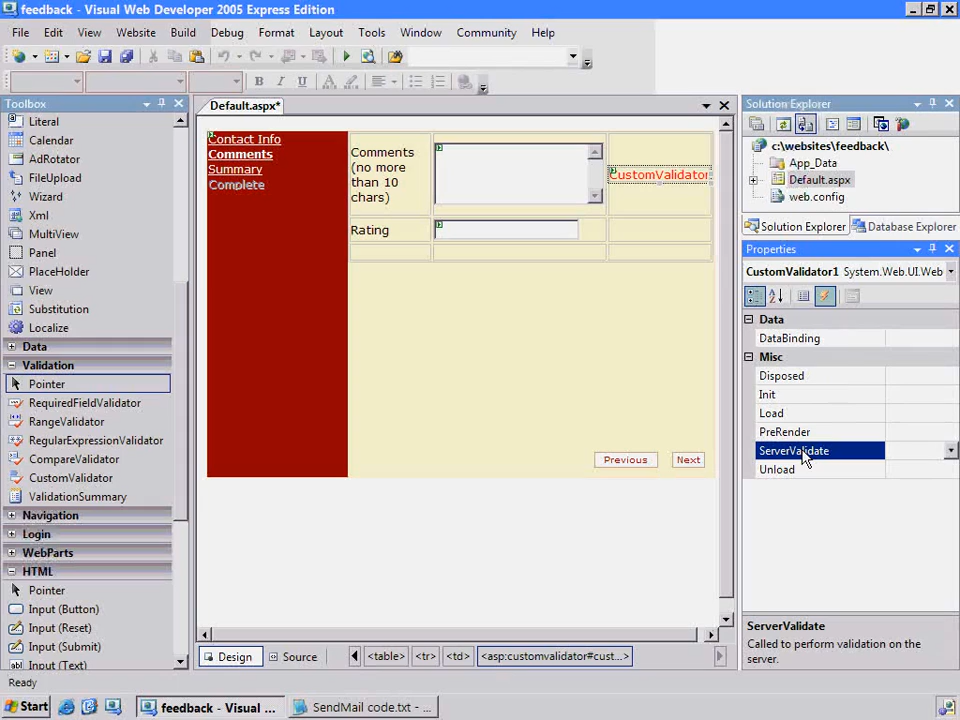 feedback - Visual Web Developer 2005 Express Edition
File Edit View Website Build Debug Format Layout Tools Window Community Help
B I U A
Toolbox
Literal
Calendar
AdRotator
FileUpload
Wizard
Xml
MultiView
Panel
PlaceHolder
View
Substitution
Localize
Data
Validation
Pointer
RequiredFieldValidator
RangeValidator
RegularExpressionValidator
CompareValidator
CustomValidator
ValidationSummary
Navigation
Login
WebParts
HTML
Pointer
Input (Button)
Input (Reset)
Input (Submit)
Input (Text)
Default.aspx*
Contact Info
Comments
Summary
Complete
Comments
(no more
than 10
chars)
CustomValidator
Rating
Previous Next
Design Source <table> <tr> <td> <asp:customvalidator#cust...>
Solution Explorer
c:\websites\feedback\
App_Data
Default.aspx
web.config
Solution Explorer Database Explorer
Properties
CustomValidator1 System.Web.UI.Web
Data
DataBinding
Misc
Disposed
Init
Load
PreRender
ServerValidate
Unload
ServerValidate
Called to perform validation on the
server.
Ready
Start feedback - Visual ... SendMail code.txt - ...